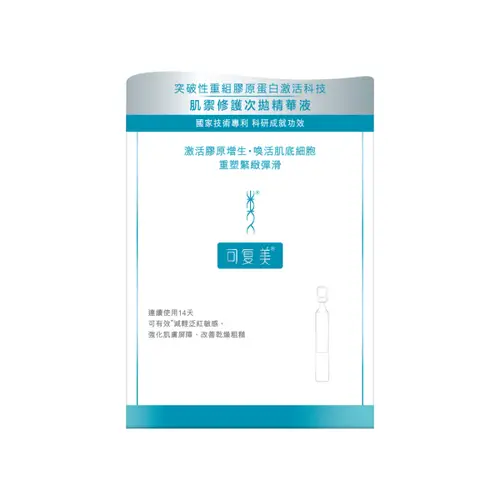 突破性重組膠原蛋白激活科技
肌禦修護次拋精華液
國家技術專利 科研成就功效
激活膠原增生·喚活肌底細胞
重塑緊緻彈滑
®
可复美®
連續使用14天
可有效*減輕泛紅敏感、
強化肌膚屏障、改善乾燥粗糙